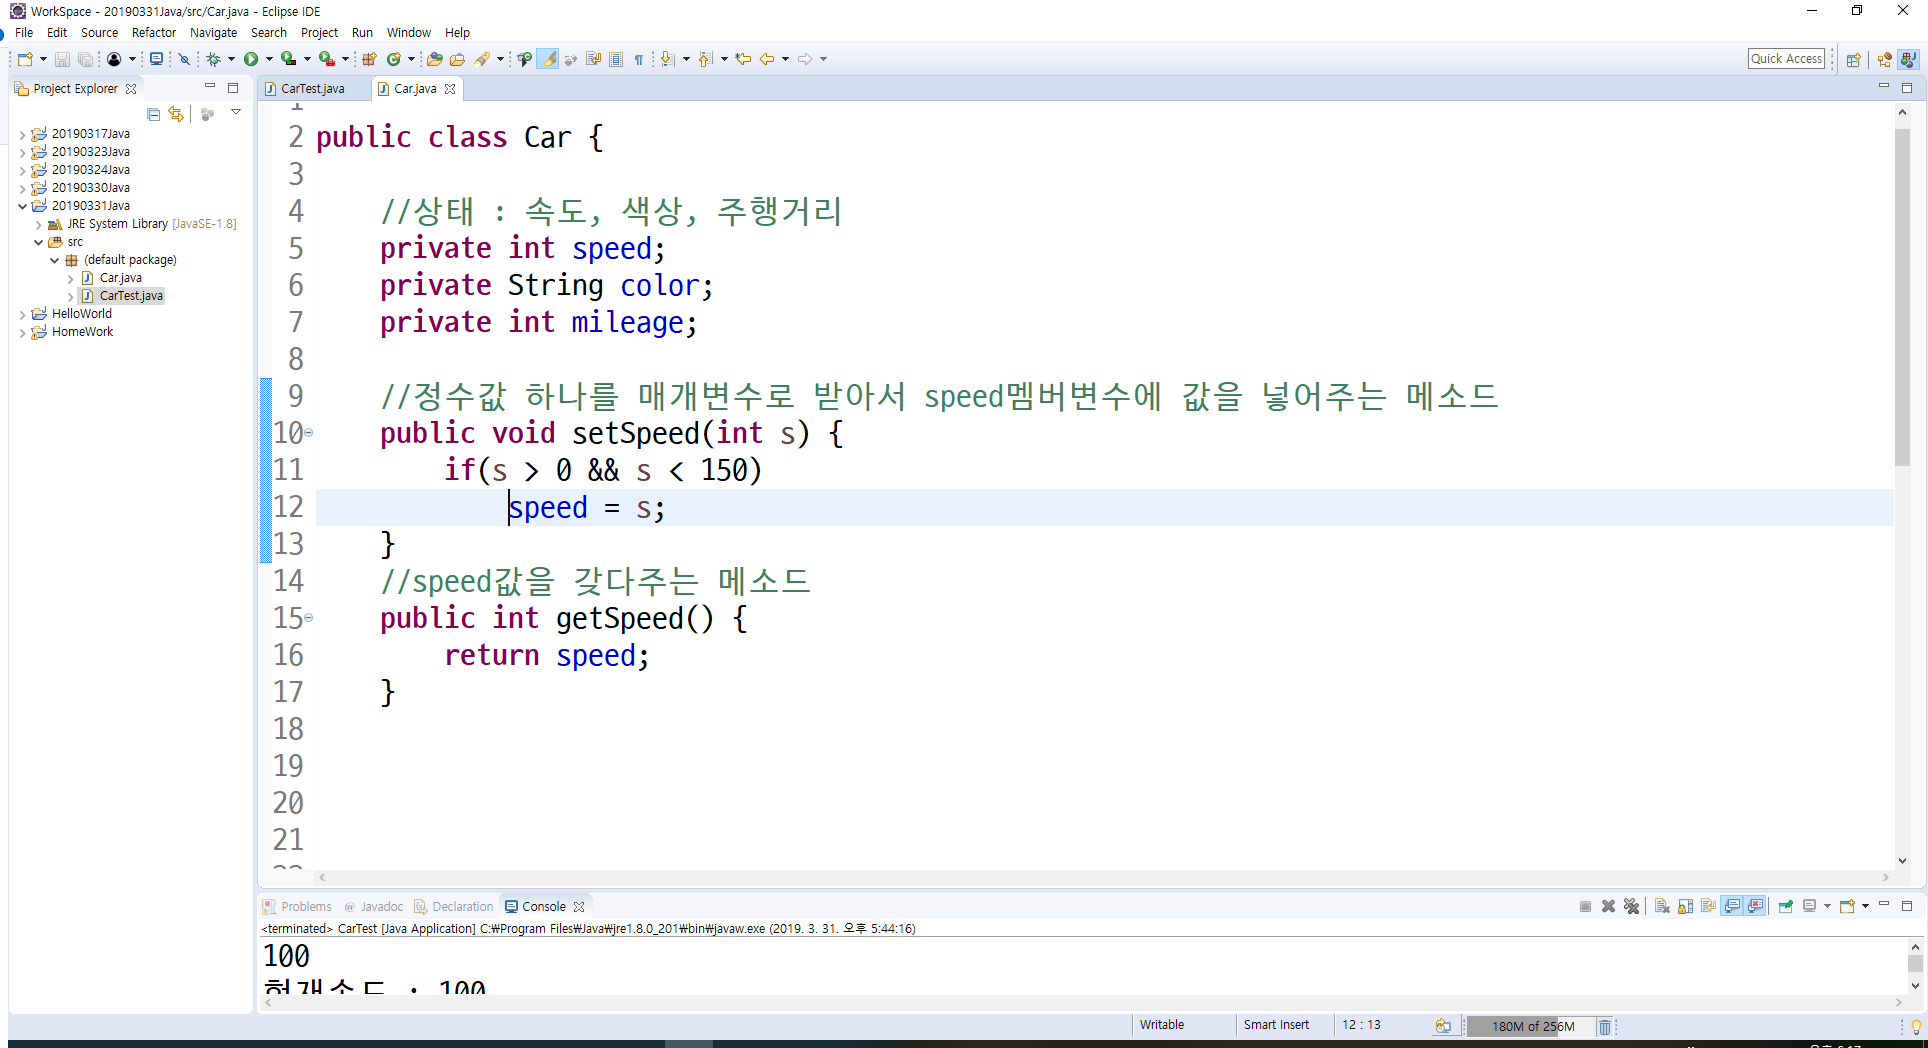 WorkSpace - 20190331Java/src/Car.java - Eclipse IDE
File Edit Source Refactor Navigate Search Project Run Window Help
Quick Access
Project Explorer
20190317Java
20190323Java
20190324Java
20190330Java
20190331Java
JRE System Library [JavaSE-1.8]
src
(default package)
Car.java
CarTest.java
HelloWorld
HomeWork
CarTest.java Car.java
1
2 public class Car {
3
4 //상태 : 속도, 색상, 주행거리
5 private int speed;
6 private String color;
7 private int mileage;
8
9 //정수값 하나를 매개변수로 받아서 speed멤버변수에 값을 넣어주는 메소드
10 public void setSpeed(int s) {
11 if(s > 0 && s < 150)
12 speed = s;
13 }
14 //speed값을 갖다주는 메소드
15 public int getSpeed() {
16 return speed;
17 }
18
19
20
21
Problems @ Javadoc Declaration Console
<terminated> CarTest [Java Application] C:₩Program Files₩Java₩jre1.8.0_201₩bin₩javaw.exe (2019. 3. 31. 오후 5:44:16)
100
현재속도 : 100
Writable Smart Insert 12 : 13 180M of 256M